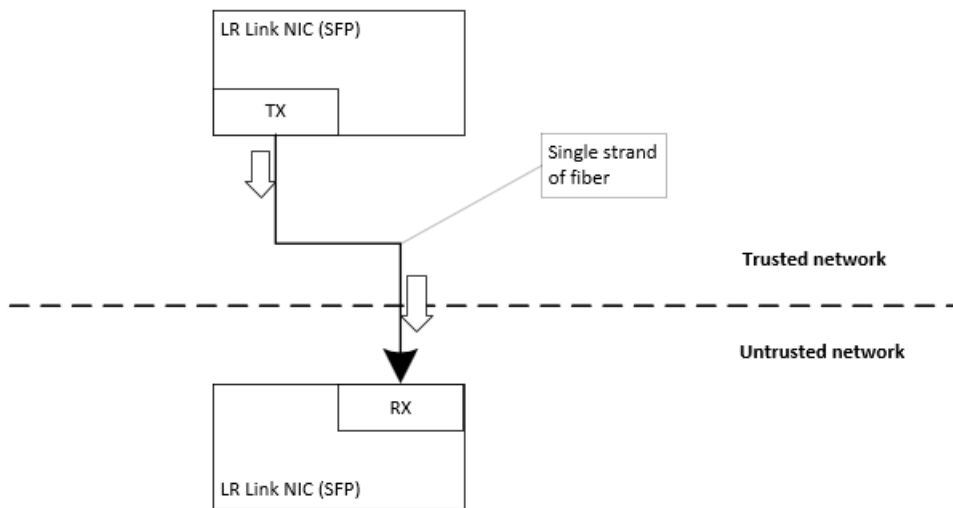 LR Link NIC (SFP)
TX
Single strand
of fiber
Trusted network
Untrusted network
RX
LR Link NIC (SFP)